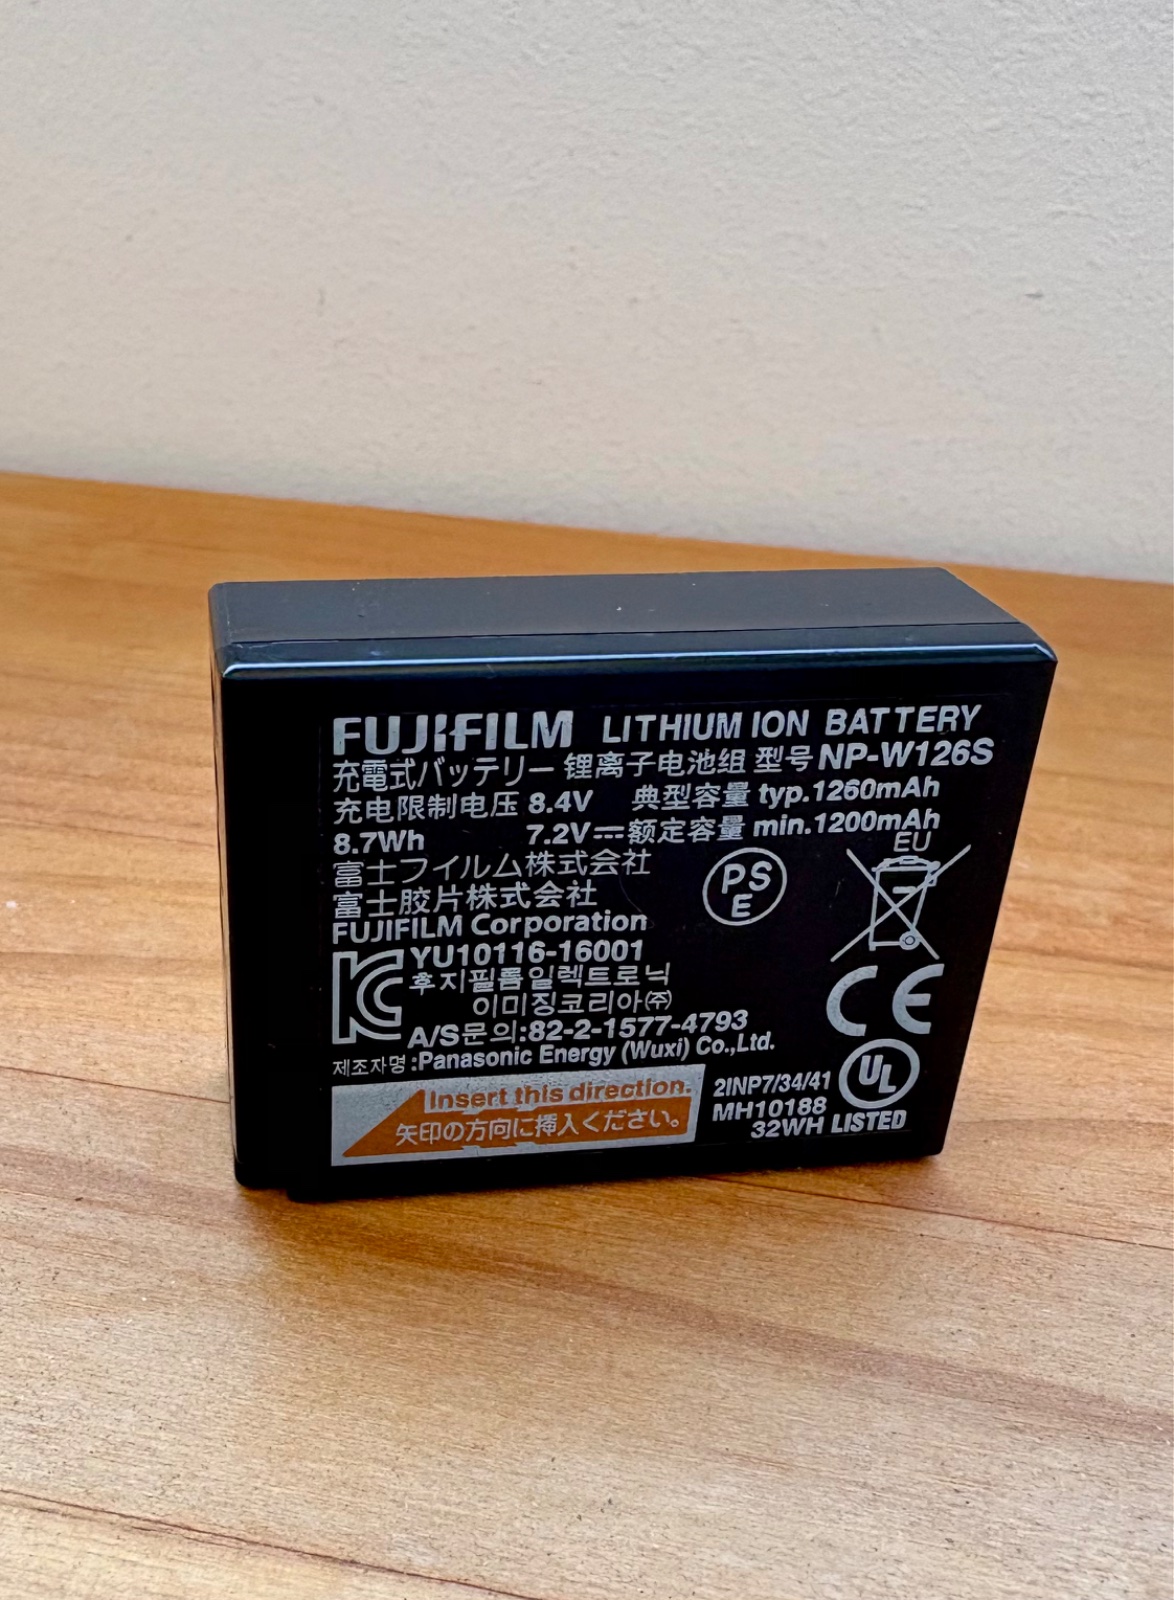 FUJIFILM LITHIUM ION BATTERY
充電式バッテリー 锂离子电池组 型号 NP-W126S
充电限制电压 8.4V 典型容量 typ.1260mAh
8.7Wh 7.2V⎓额定容量 min.1200mAh
富士フイルム株式会社
富士胶片株式会社
FUJIFILM Corporation
PSE
EU
KC YU10116-16001
후지필름일렉트로닉
이미징코리아㈜
A/S문의:82-2-1577-4793
제조자명:Panasonic Energy (Wuxi) Co.,Ltd.
CE
UL
Insert this direction.
矢印の方向に挿入ください。
2INP7/34/41
MH10188
32WH LISTED